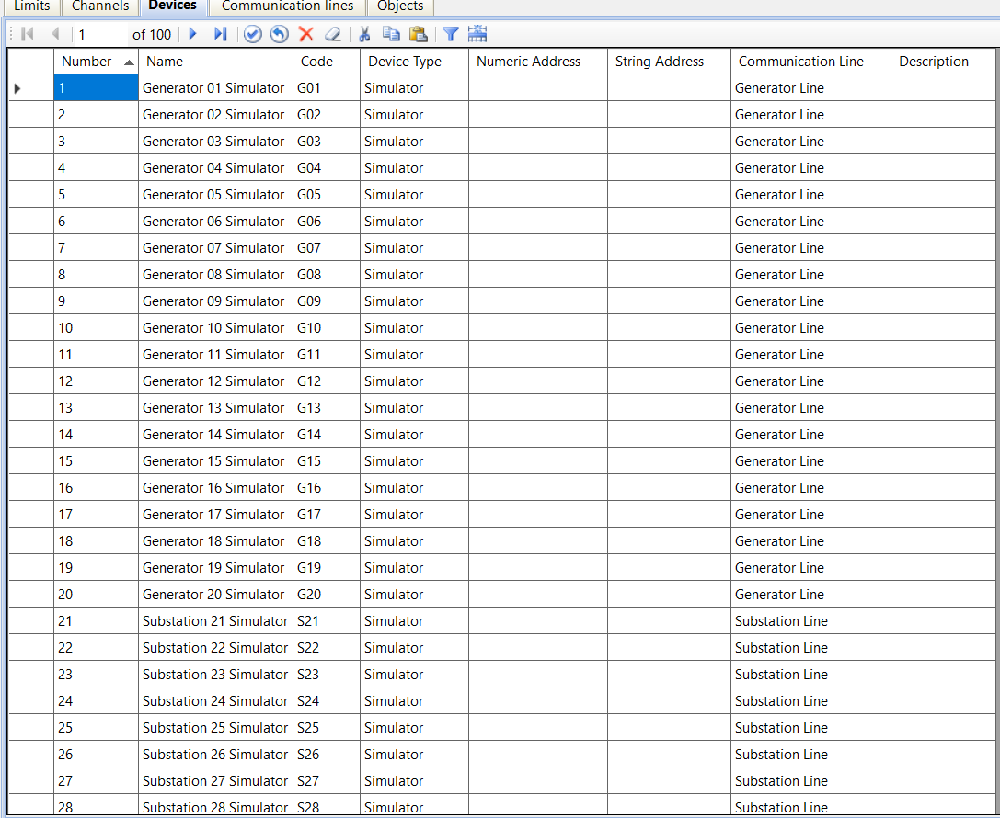 Limits Channels Devices Communication lines Objects
1 of 100
Number Name Code Device Type Numeric Address String Address Communication Line Description
1 Generator 01 Simulator G01 Simulator Generator Line
2 Generator 02 Simulator G02 Simulator Generator Line
3 Generator 03 Simulator G03 Simulator Generator Line
4 Generator 04 Simulator G04 Simulator Generator Line
5 Generator 05 Simulator G05 Simulator Generator Line
6 Generator 06 Simulator G06 Simulator Generator Line
7 Generator 07 Simulator G07 Simulator Generator Line
8 Generator 08 Simulator G08 Simulator Generator Line
9 Generator 09 Simulator G09 Simulator Generator Line
10 Generator 10 Simulator G10 Simulator Generator Line
11 Generator 11 Simulator G11 Simulator Generator Line
12 Generator 12 Simulator G12 Simulator Generator Line
13 Generator 13 Simulator G13 Simulator Generator Line
14 Generator 14 Simulator G14 Simulator Generator Line
15 Generator 15 Simulator G15 Simulator Generator Line
16 Generator 16 Simulator G16 Simulator Generator Line
17 Generator 17 Simulator G17 Simulator Generator Line
18 Generator 18 Simulator G18 Simulator Generator Line
19 Generator 19 Simulator G19 Simulator Generator Line
20 Generator 20 Simulator G20 Simulator Generator Line
21 Substation 21 Simulator S21 Simulator Substation Line
22 Substation 22 Simulator S22 Simulator Substation Line
23 Substation 23 Simulator S23 Simulator Substation Line
24 Substation 24 Simulator S24 Simulator Substation Line
25 Substation 25 Simulator S25 Simulator Substation Line
26 Substation 26 Simulator S26 Simulator Substation Line
27 Substation 27 Simulator S27 Simulator Substation Line
28 Substation 28 Simulator S28 Simulator Substation Line